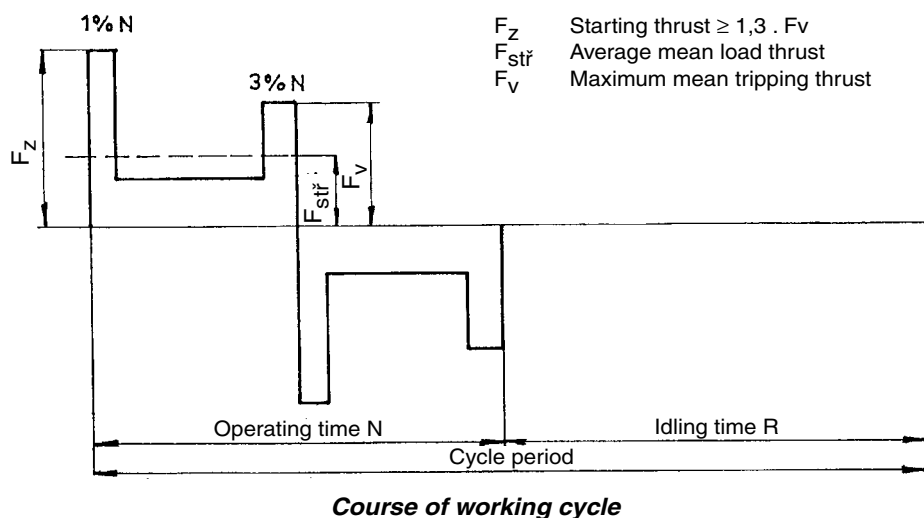 1% N
3% N
F_z Starting thrust ≥ 1,3 . Fv
F_stř Average mean load thrust
F_v Maximum mean tripping thrust
F_z
F_stř
F_v
Operating time N
Idling time R
Cycle period
Course of working cycle